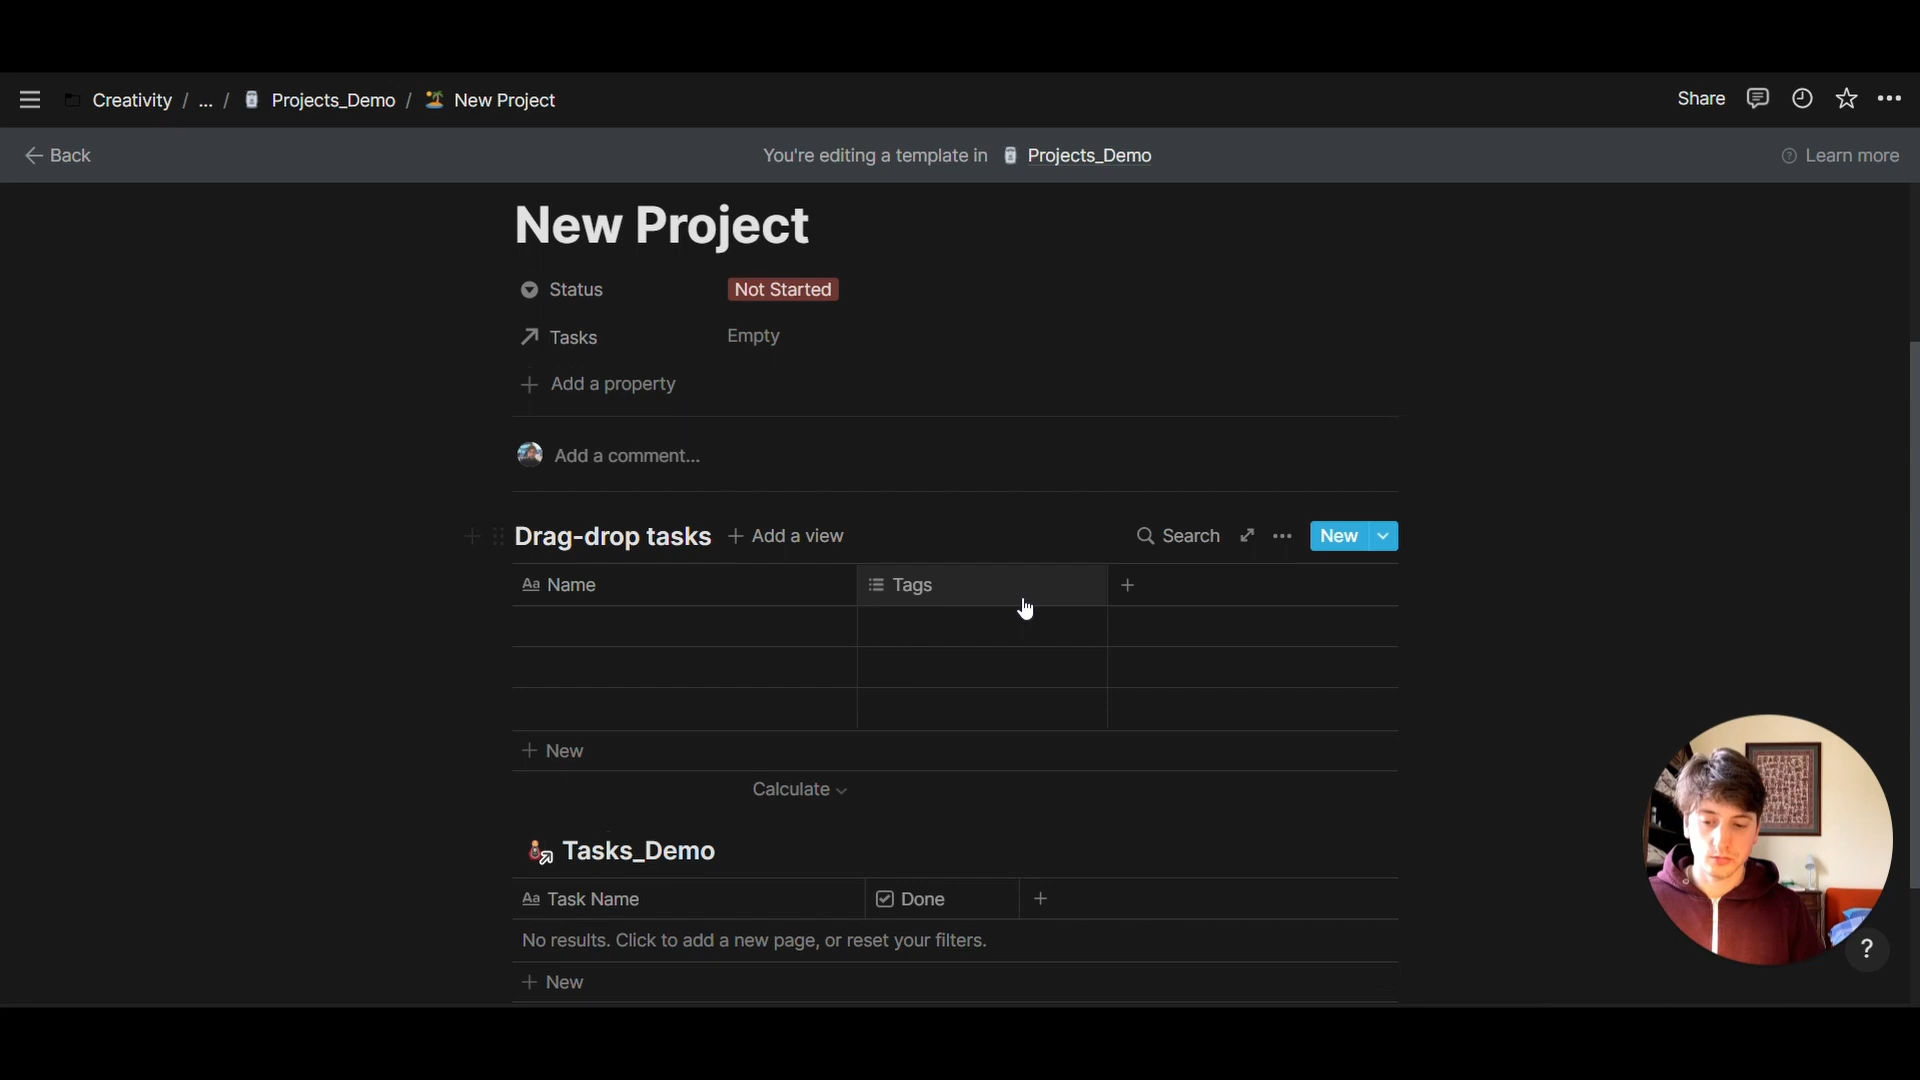 Creativity / ... / Projects_Demo / New Project
Share
Back
You're editing a template in Projects_Demo
Learn more
New Project
Status Not Started
Tasks Empty
Add a property
Add a comment...
Drag-drop tasks + Add a view
Search
New
Aa Name
Tags
+ New
Calculate
Tasks_Demo
Aa Task Name
Done
No results. Click to add a new page, or reset your filters.
+ New
?